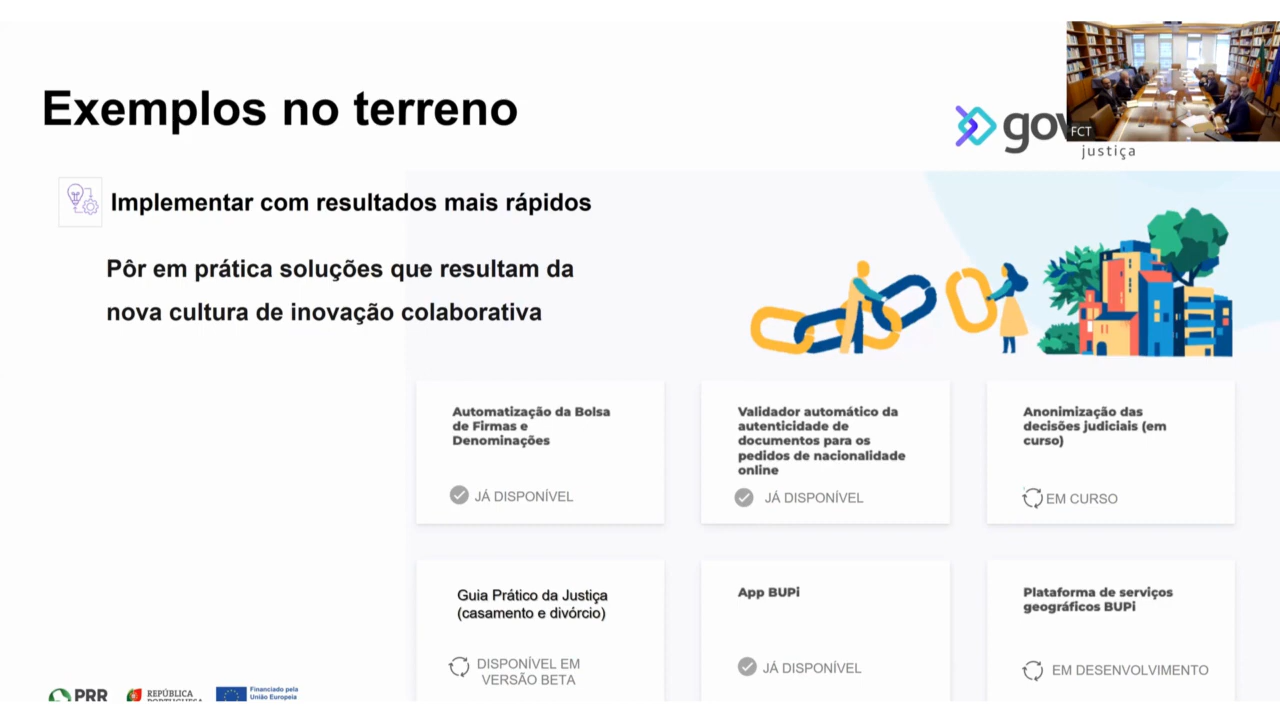 Exemplos no terreno
gov
FCT
justiça
Implementar com resultados mais rápidos
Pôr em prática soluções que resultam da
nova cultura de inovação colaborativa
Automatização da Bolsa
de Firmas e
Denominações
JÁ DISPONÍVEL
Validador automático da
autenticidade de
documentos para os
pedidos de nacionalidade
online
JÁ DISPONÍVEL
Anonimização das
decisões judiciais (em
curso)
EM CURSO
Guia Prático da Justiça
(casamento e divórcio)
DISPONÍVEL EM
VERSÃO BETA
App BUPi
JÁ DISPONÍVEL
Plataforma de serviços
geográficos BUPi
EM DESENVOLVIMENTO
PRR
REPÚBLICA
PORTUGUESA
Financiado pela
União Europeia